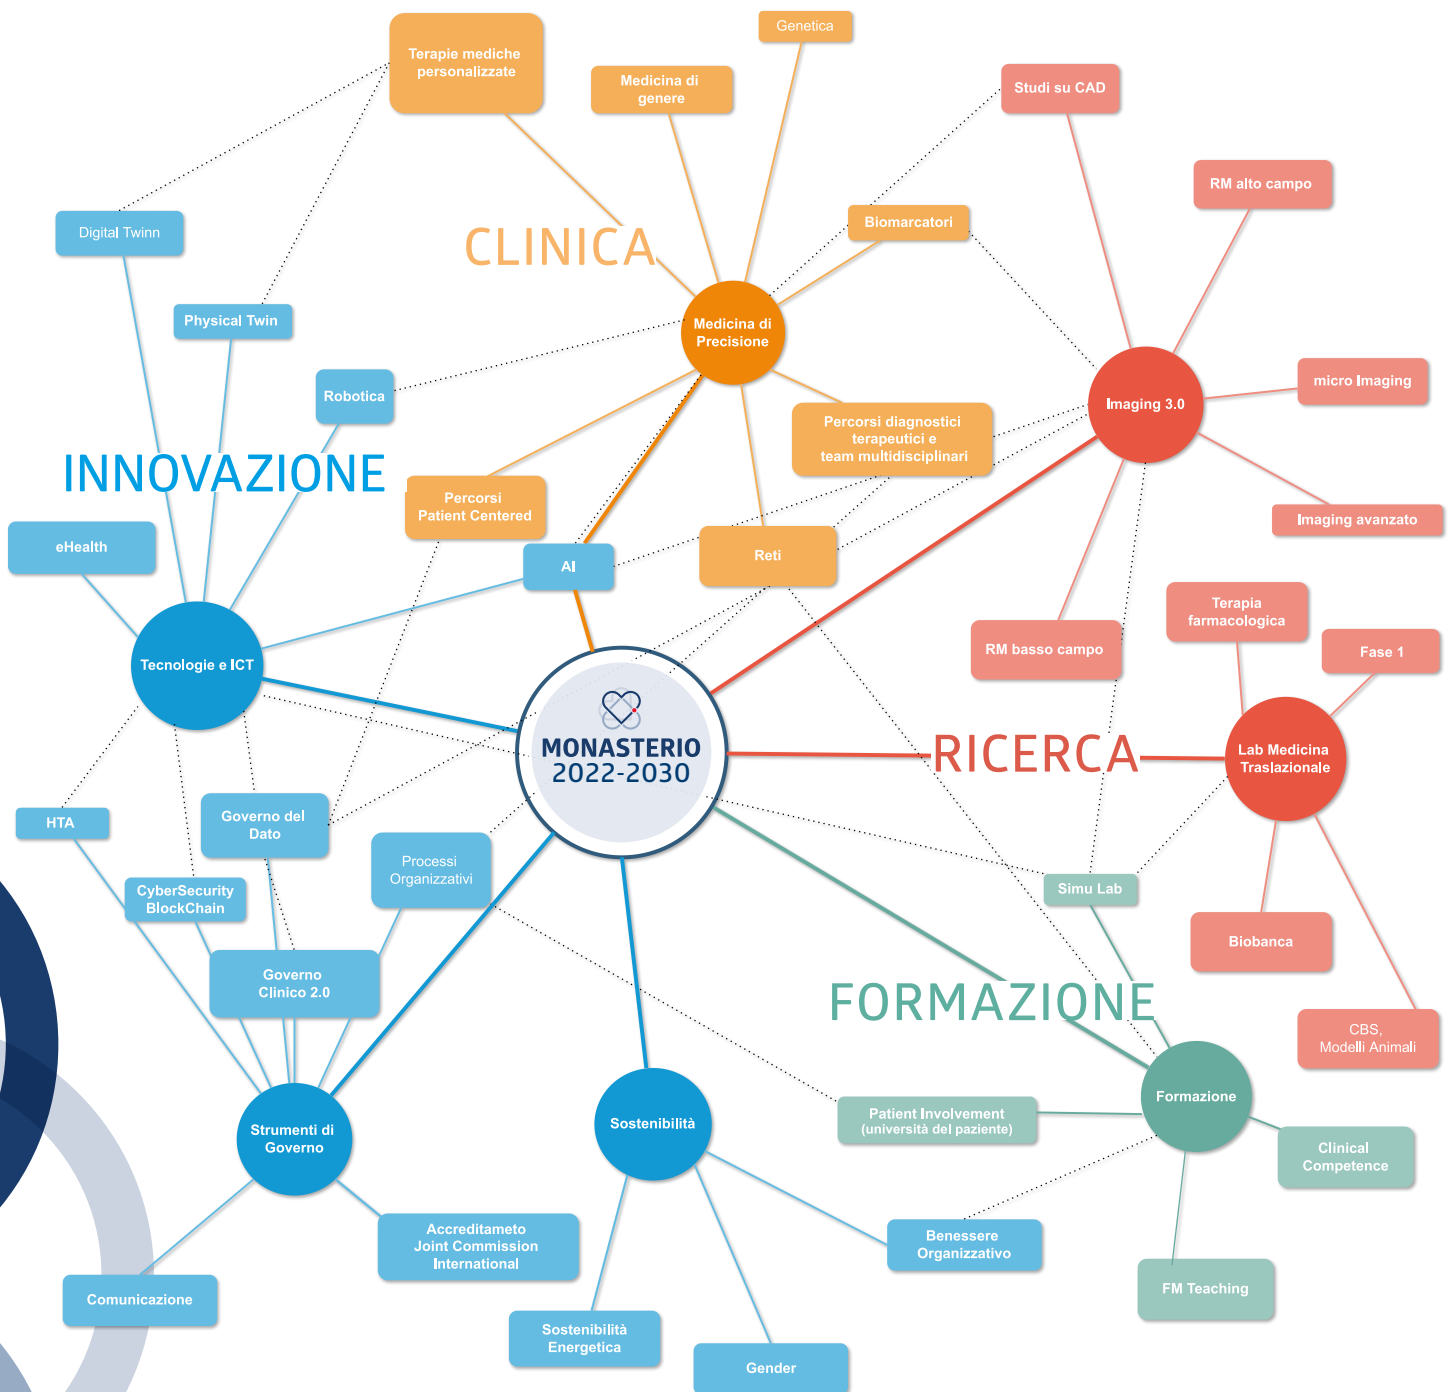 Genetica
Terapie mediche
personalizzate
Medicina di
genere
Studi su CAD
RM alto campo
Biomarcatori
Digital Twinn
CLINICA
Physical Twin
Medicina di
Precisione
micro Imaging
Robotica
Imaging 3.0
Percorsi diagnostici
terapeutici e
team multidisciplinari
INNOVAZIONE
Percorsi
Patient Centered
Imaging avanzato
eHealth
Reti
AI
Terapia
farmacologica
RM basso campo
Fase 1
Tecnologie e ICT
MONASTERIO
2022-2030
RICERCA
Lab Medicina
Traslazionale
HTA
Governo del
Dato
Processi
Organizzativi
CyberSecurity
BlockChain
Simu Lab
Biobanca
Governo
Clinico 2.0
FORMAZIONE
CBS,
Modelli Animali
Formazione
Patient Involvement
(università del paziente)
Strumenti di
Governo
Sostenibilità
Clinical
Competence
Accreditameto
Joint Commission
International
Benessere
Organizzativo
FM Teaching
Comunicazione
Sostenibilità
Energetica
Gender